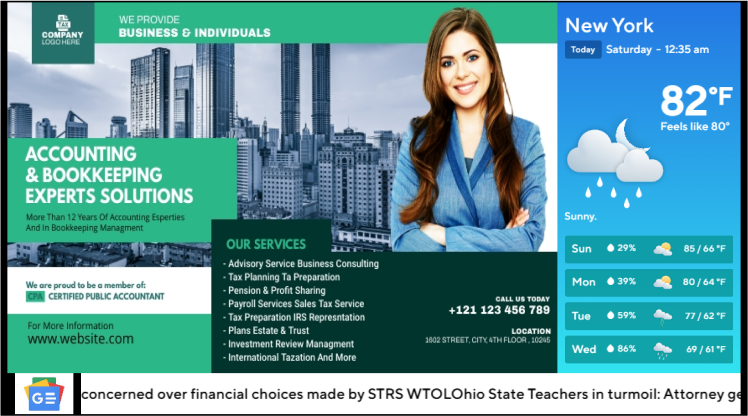 TAX
COMPANY
LOGO HERE
WE PROVIDE
BUSINESS & INDIVIDUALS
ACCOUNTING
& BOOKKEEPING
EXPERTS SOLUTIONS
More Than 12 Years Of Accounting Esperties
And In Bookkeeping Managment
We are proud to be a member of:
CPA CERTIFIED PUBLIC ACCOUNTANT
For More Information
www.website.com
OUR SERVICES
- Advisory Service Business Consulting
- Tax Planning Ta Preparation
- Pension & Profit Sharing
- Payroll Services Sales Tax Service
- Tax Preparation IRS Represntation
- Plans Estate & Trust
- Investment Review Managment
- International Tazation And More
CALL US TODAY
+121 123 456 789
LOCATION
1602 STREET, CITY, 4TH FLOOR , 10245
New York
Today Saturday - 12:35 am
82°F
Feels like 80°
Sunny.
Sun 29% 85 / 66 °F
Mon 39% 80 / 64 °F
Tue 59% 77 / 62 °F
Wed 86% 69 / 61 °F
GE concerned over financial choices made by STRS WTOLOhio State Teachers in turmoil: Attorney ge